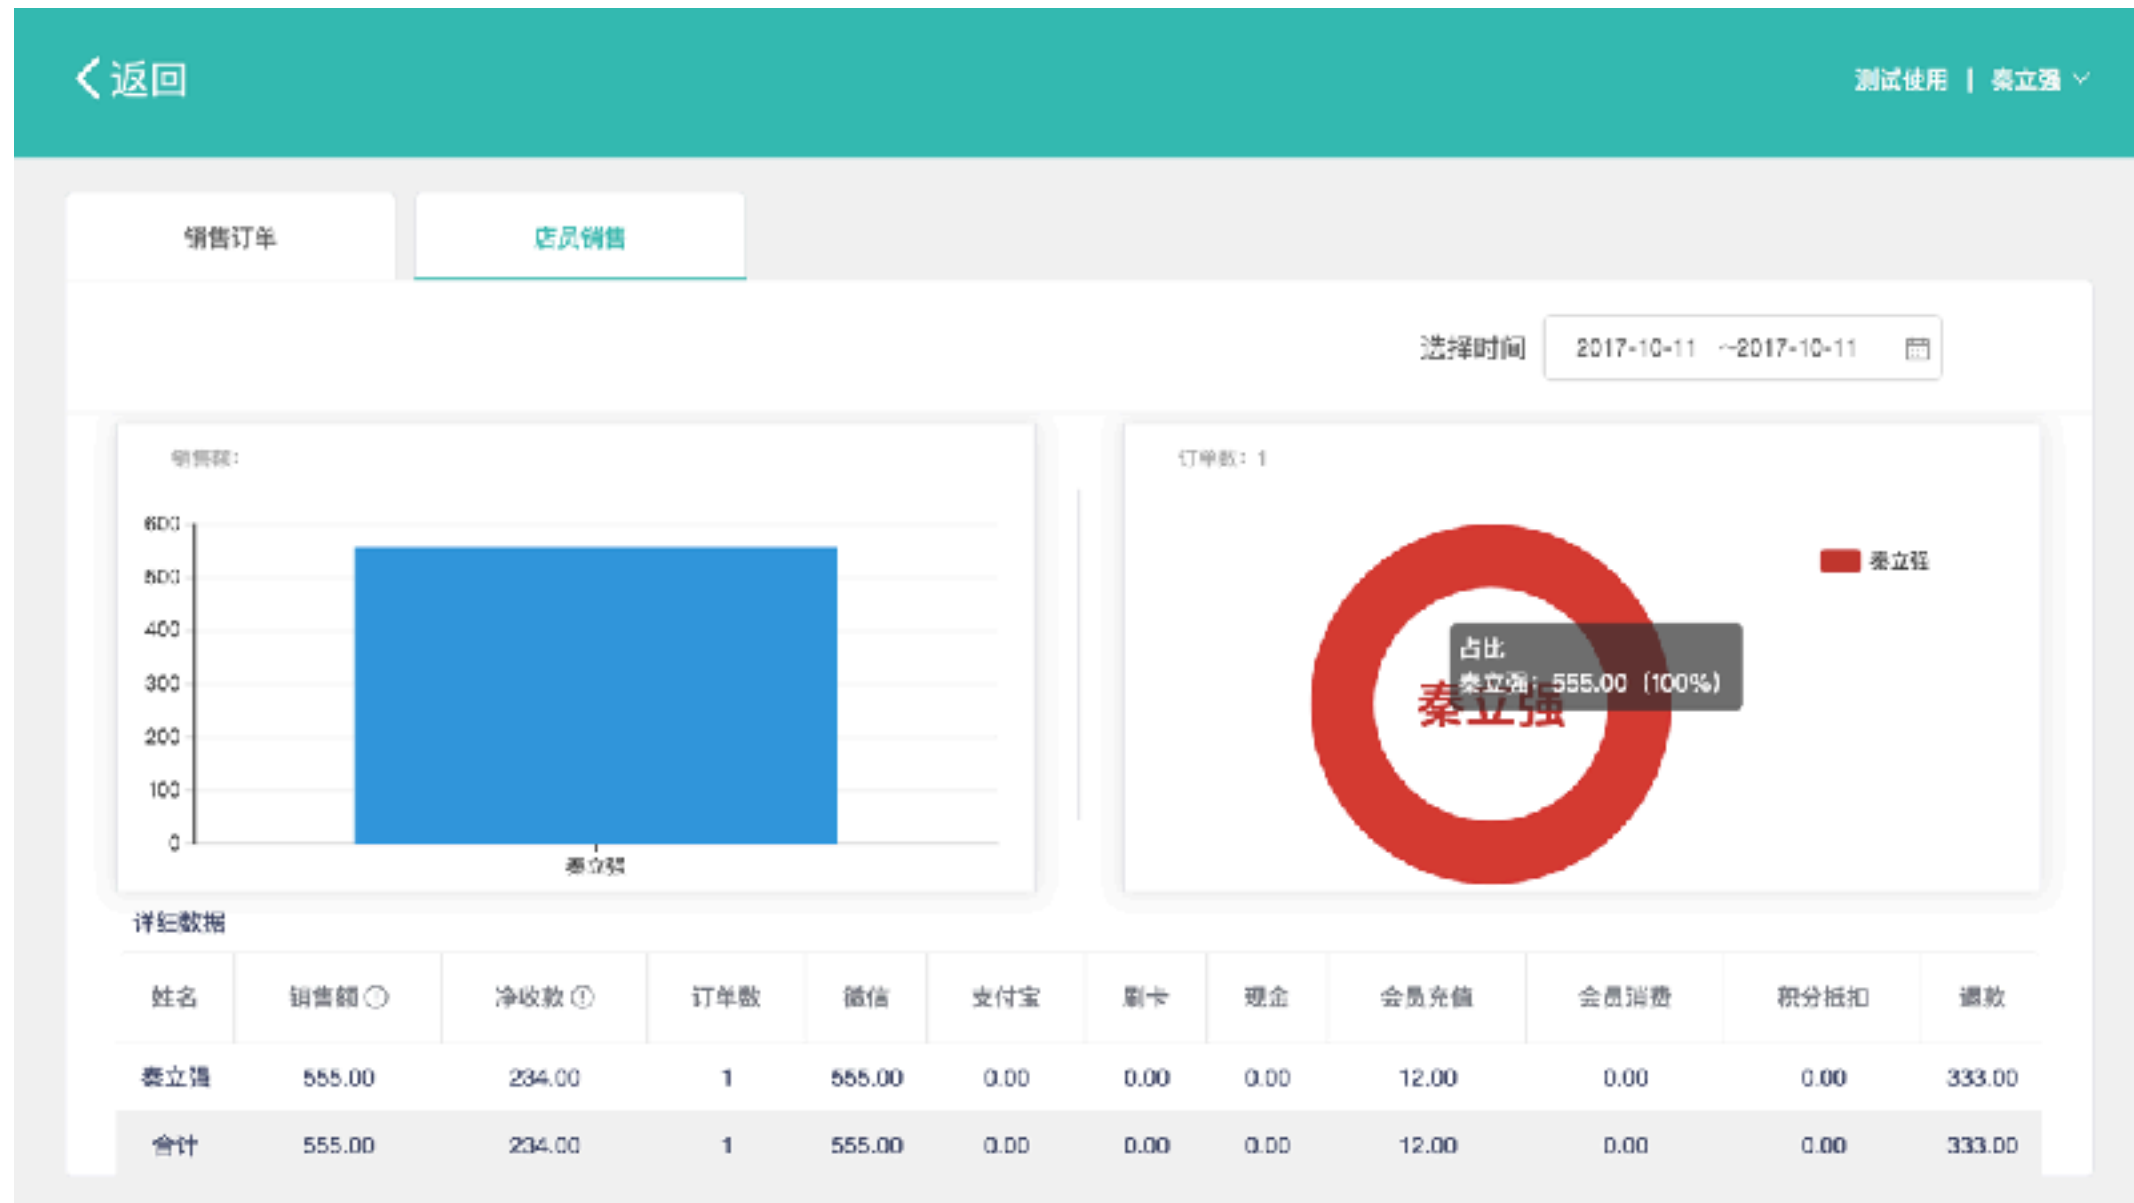 返回
测试使用 | 秦立强
销售订单
店员销售
选择时间 2017-10-11 ~2017-10-11
销售额:
600
500
400
300
200
100
0
秦立强
订单数: 1
秦立强
占比
秦立强: 555.00 (100%)
秦立强
详细数据
姓名 销售额 净收款 订单数 微信 支付宝 刷卡 现金 会员充值 会员消费 积分抵扣 退款
秦立强 555.00 234.00 1 555.00 0.00 0.00 0.00 12.00 0.00 0.00 333.00
合计 555.00 234.00 1 555.00 0.00 0.00 0.00 12.00 0.00 0.00 333.00